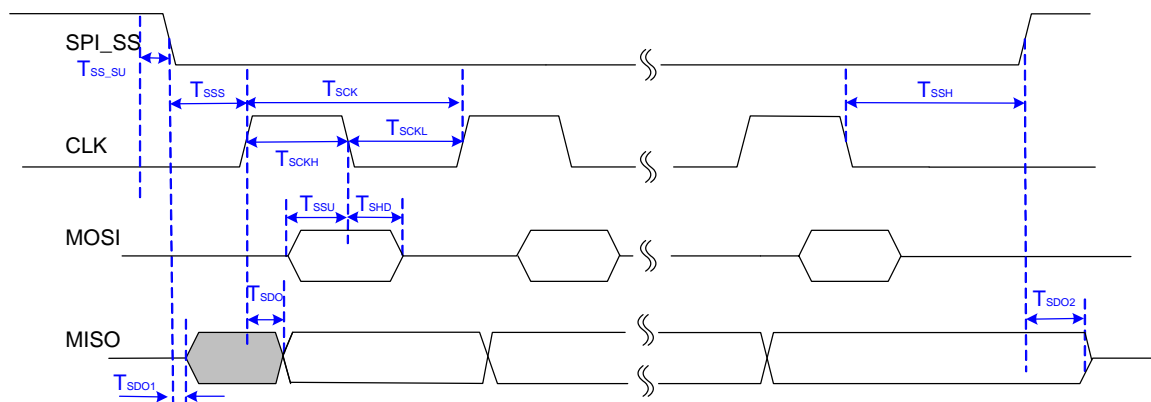 SPI_SS
TSS_SU
TSSS
TSCK
TSSH
CLK
TSCKH
TSCKL
TSSU
TSHD
MOSI
TSDO
TSDO2
MISO
TSDO1